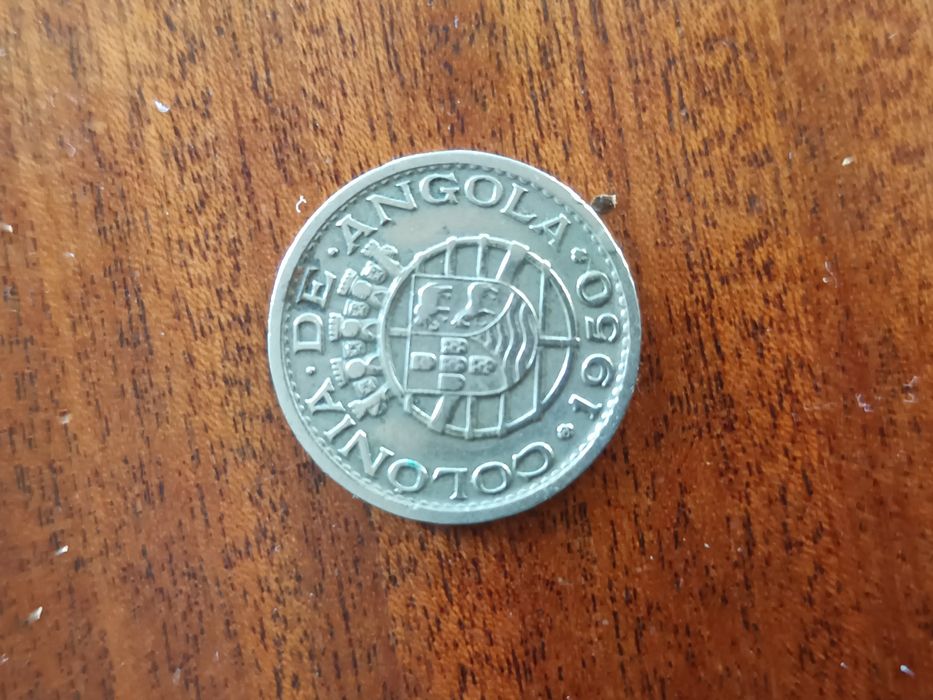 COLONIA · DE · ANGOLA
1950